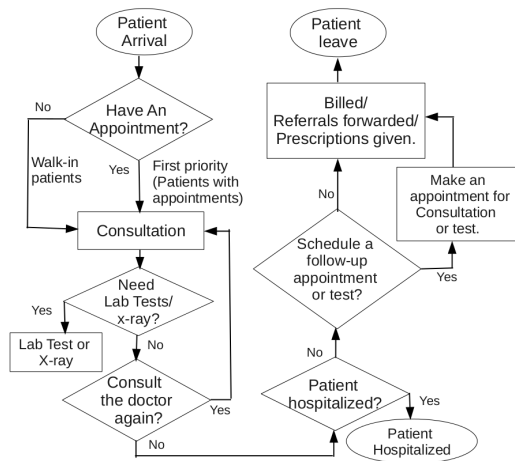 Patient
Arrival
Have An
Appointment?
No
Walk-in
patients
Yes
First priority
(Patients with
appointments)
Consultation
Need
Lab Tests/
x-ray?
Yes
Lab Test or
X-ray
No
Consult
the doctor
again?
Yes
No
Patient
hospitalized?
Yes
Patient
Hospitalized
No
Schedule a
follow-up
appointment
or test?
Yes
Make an
appointment for
Consultation
or test.
No
Billed/
Referrals forwarded/
Prescriptions given.
Patient
leave